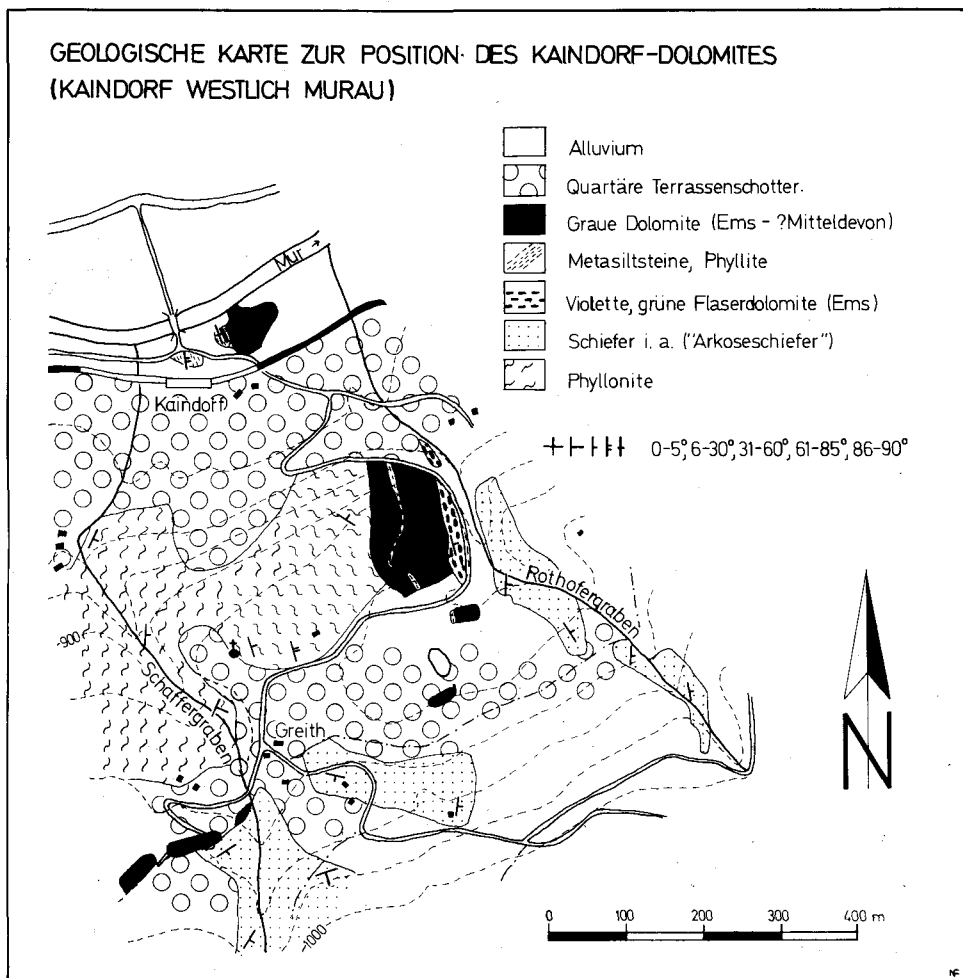 GEOLOGISCHE KARTE ZUR POSITION DES KAINDORF-DOLOMITES
(KAINDORF WESTLICH MURAU)
Alluvium
Quartäre Terrassenschotter.
Graue Dolomite (Ems - ?Mitteldevon)
Metasiltsteine, Phyllite
Violette, grüne Flaserdolomite (Ems)
Schiefer i. a. ("Arkoseschiefer")
Phyllonite
0-5°, 6-30°, 31-60°, 61-85°, 86-90°
Mur
Kaindorf
Rothofergraben
900
Schaffergraben
Greith
1000
N
0 100 200 300 400 m